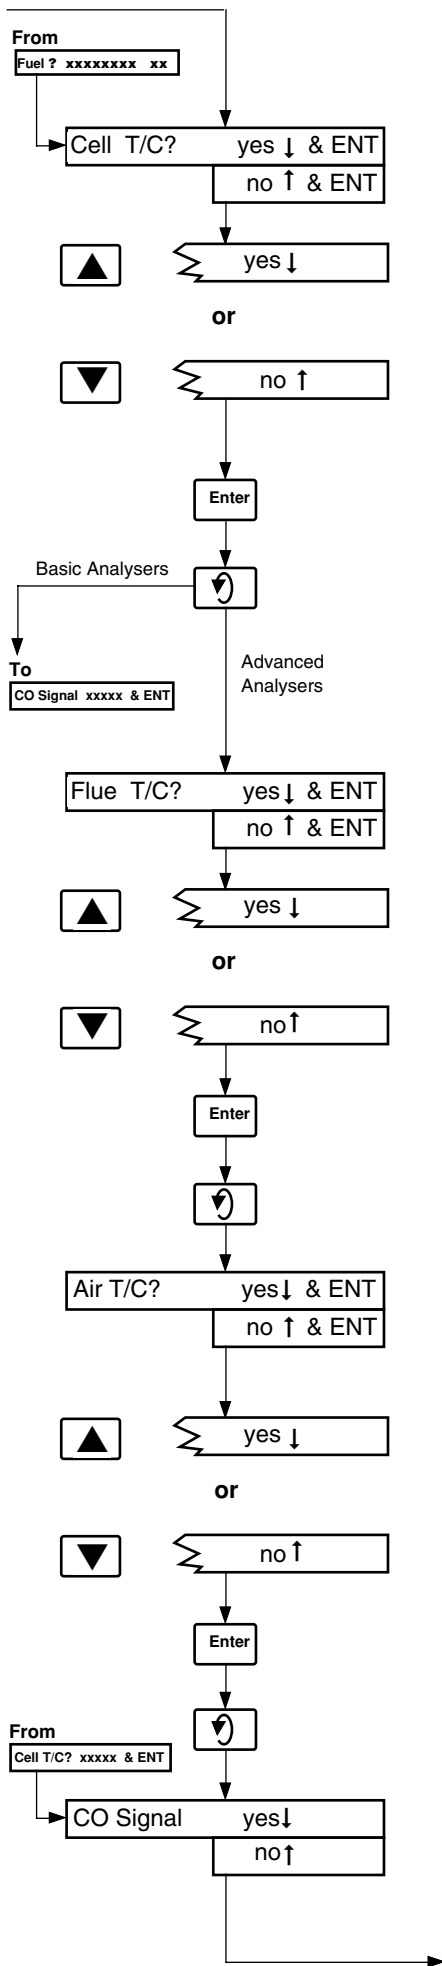 From
Fuel ? xxxxxxxx xx
Cell T/C? yes ↓ & ENT
no ↑ & ENT
yes ↓
or
no ↑
Enter
Basic Analysers
To
CO Signal xxxxx & ENT
Advanced
Analysers
Flue T/C? yes ↓ & ENT
no ↑ & ENT
yes ↓
or
no ↑
Enter
Air T/C? yes ↓ & ENT
no ↑ & ENT
yes ↓
or
no ↑
Enter
From
Cell T/C? xxxxx & ENT
CO Signal yes ↓
no ↑